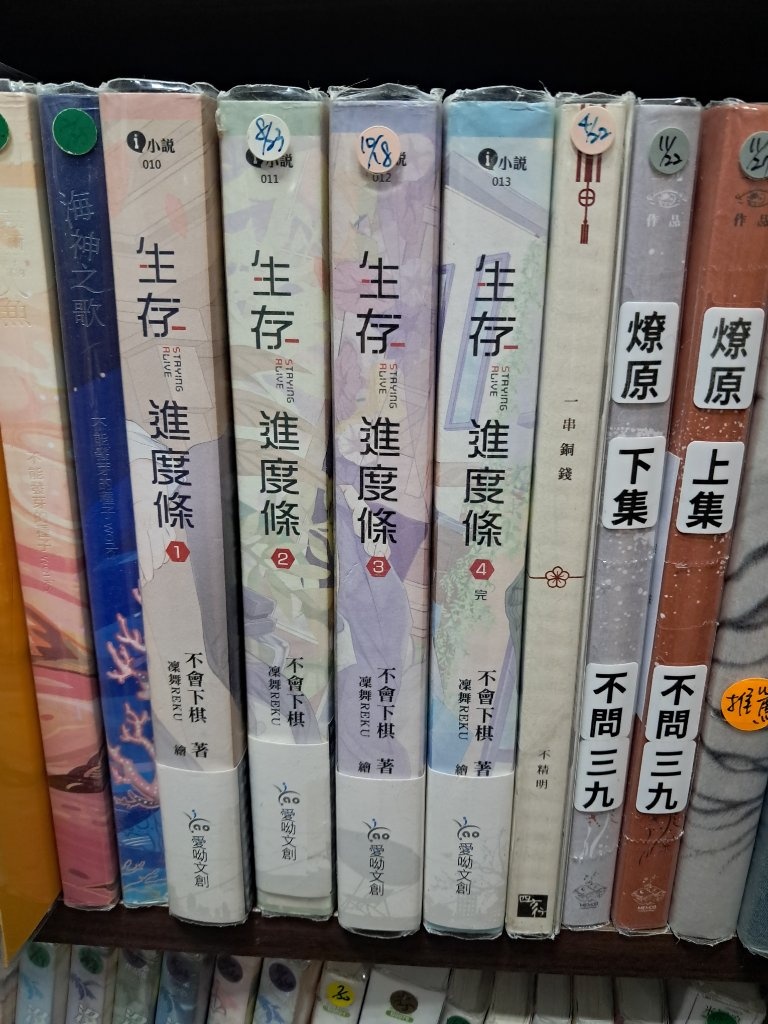 海神之歌
小說
010
生存
STAYING ALIVE
進度條
1
不會下棋 著
凜舞REKU 繪
愛呦文創
8/23
小說
011
生存
STAYING ALIVE
進度條
2
不會下棋 著
凜舞REKU 繪
愛呦文創
10/18
012
生存
STAYING ALIVE
進度條
3
不會下棋 著
凜舞REKU 繪
愛呦文創
小說
013
生存
STAYING ALIVE
進度條
4
完
不會下棋 著
凜舞REKU 繪
愛呦文創
4/22
一串銅錢
不精明
11/22
作品
燎原
下集
不問三九
作品
燎原
上集
不問三九
推薦